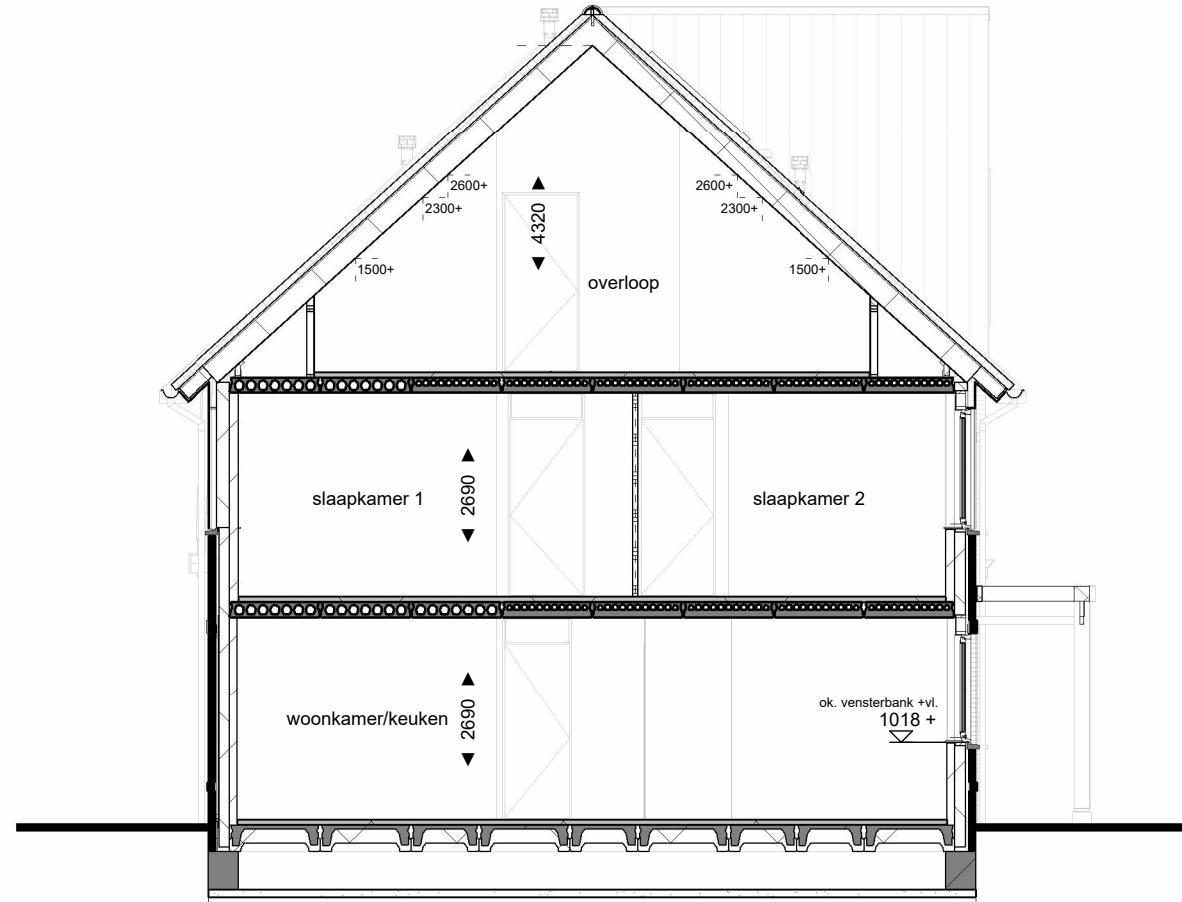 2600+
2600+
2300+
2300+
4320
1500+
1500+
overloop
slaapkamer 1
2690
slaapkamer 2
woonkamer/keuken
2690
ok. vensterbank +vl.
1018 +